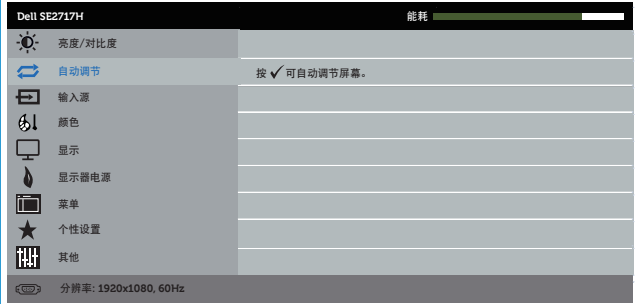 Dell SE2717H 能耗
亮度/对比度
自动调节 按 ✓ 可自动调节屏幕。
输入源
颜色
显示
显示器电源
菜单
个性设置
其他
分辨率: 1920x1080, 60Hz